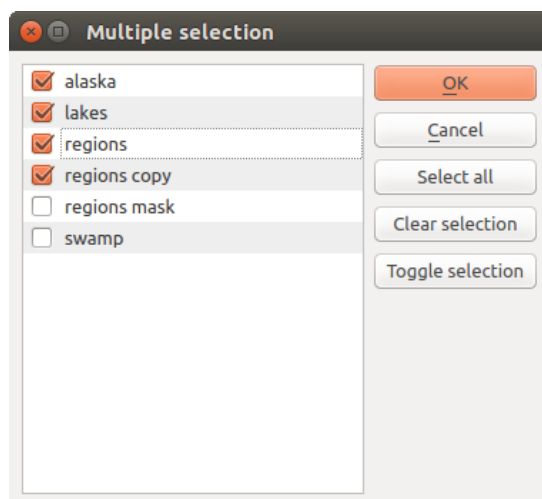 Multiple selection
alaska
lakes
regions
regions copy
regions mask
swamp
OK
Cancel
Select all
Clear selection
Toggle selection